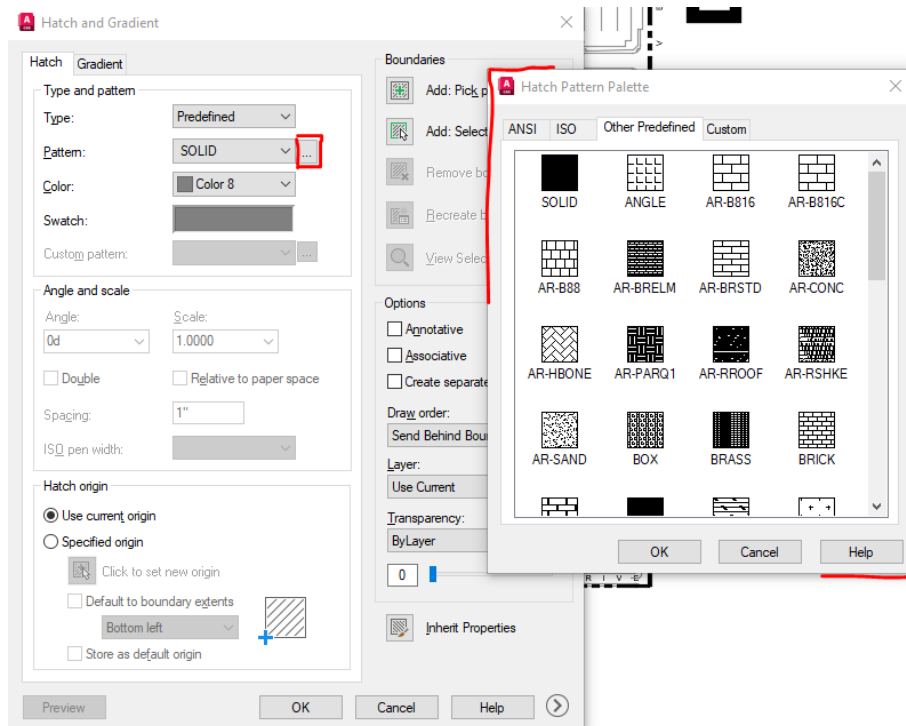 Hatch and Gradient
Hatch Gradient
Type and pattern
Type: Predefined
Pattern: SOLID ...
Color: Color 8
Swatch:
Custom pattern: ...
Angle and scale
Angle: Scale:
0d 1.0000
Double Relative to paper space
Spacing: 1"
ISO pen width:
Hatch origin
Use current origin
Specified origin
Click to set new origin
Default to boundary extents
Bottom left
Store as default origin
Preview OK Cancel Help
Boundaries
Add: Pick p
Add: Select
Remove bo
Recreate b
View Selec
Options
Annotative
Associative
Create separate
Draw order:
Send Behind Bour
Layer:
Use Current
Transparency:
ByLayer
0
Inherit Properties
Hatch Pattern Palette
ANSI ISO Other Predefined Custom
SOLID ANGLE AR-B816 AR-B816C
AR-B88 AR-BRELM AR-BRSTD AR-CONC
AR-HBONE AR-PARQ1 AR-RROOF AR-RSHKE
AR-SAND BOX BRASS BRICK
OK Cancel Help
R I V E